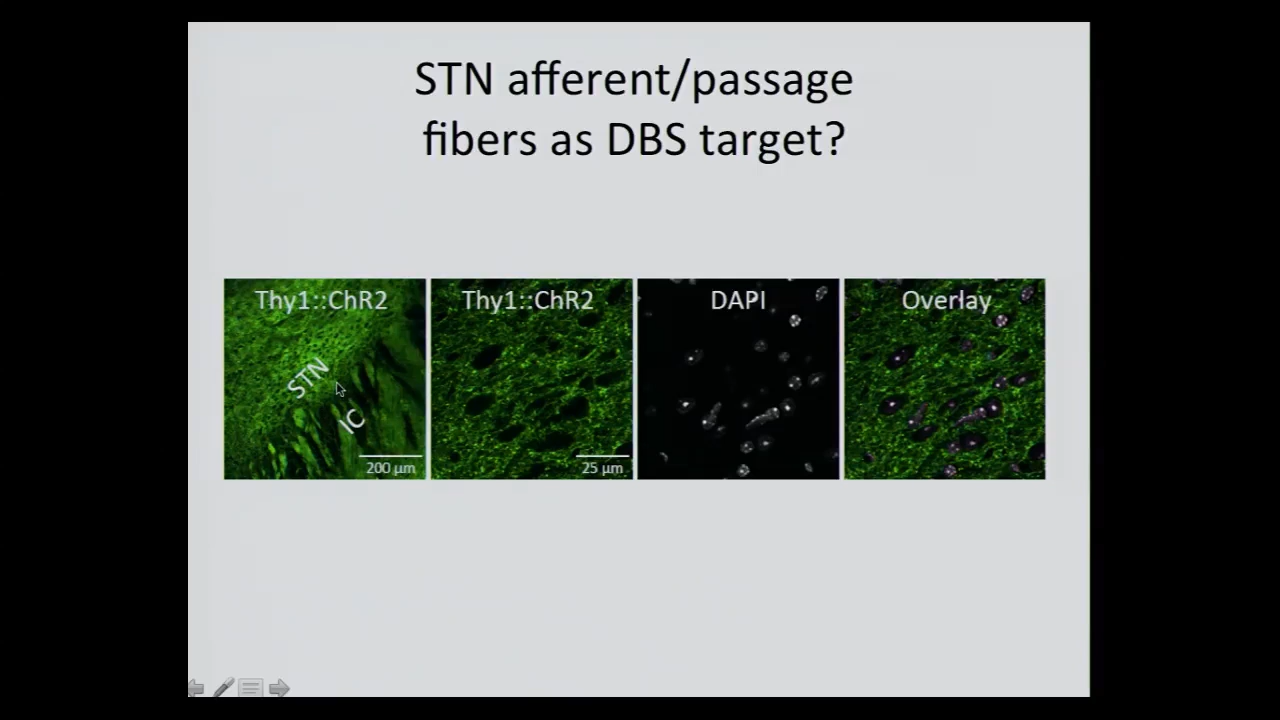 STN afferent/passage
fibers as DBS target?
Thy1::ChR2
Thy1::ChR2
DAPI
Overlay
STN
IC
200 µm
25 µm